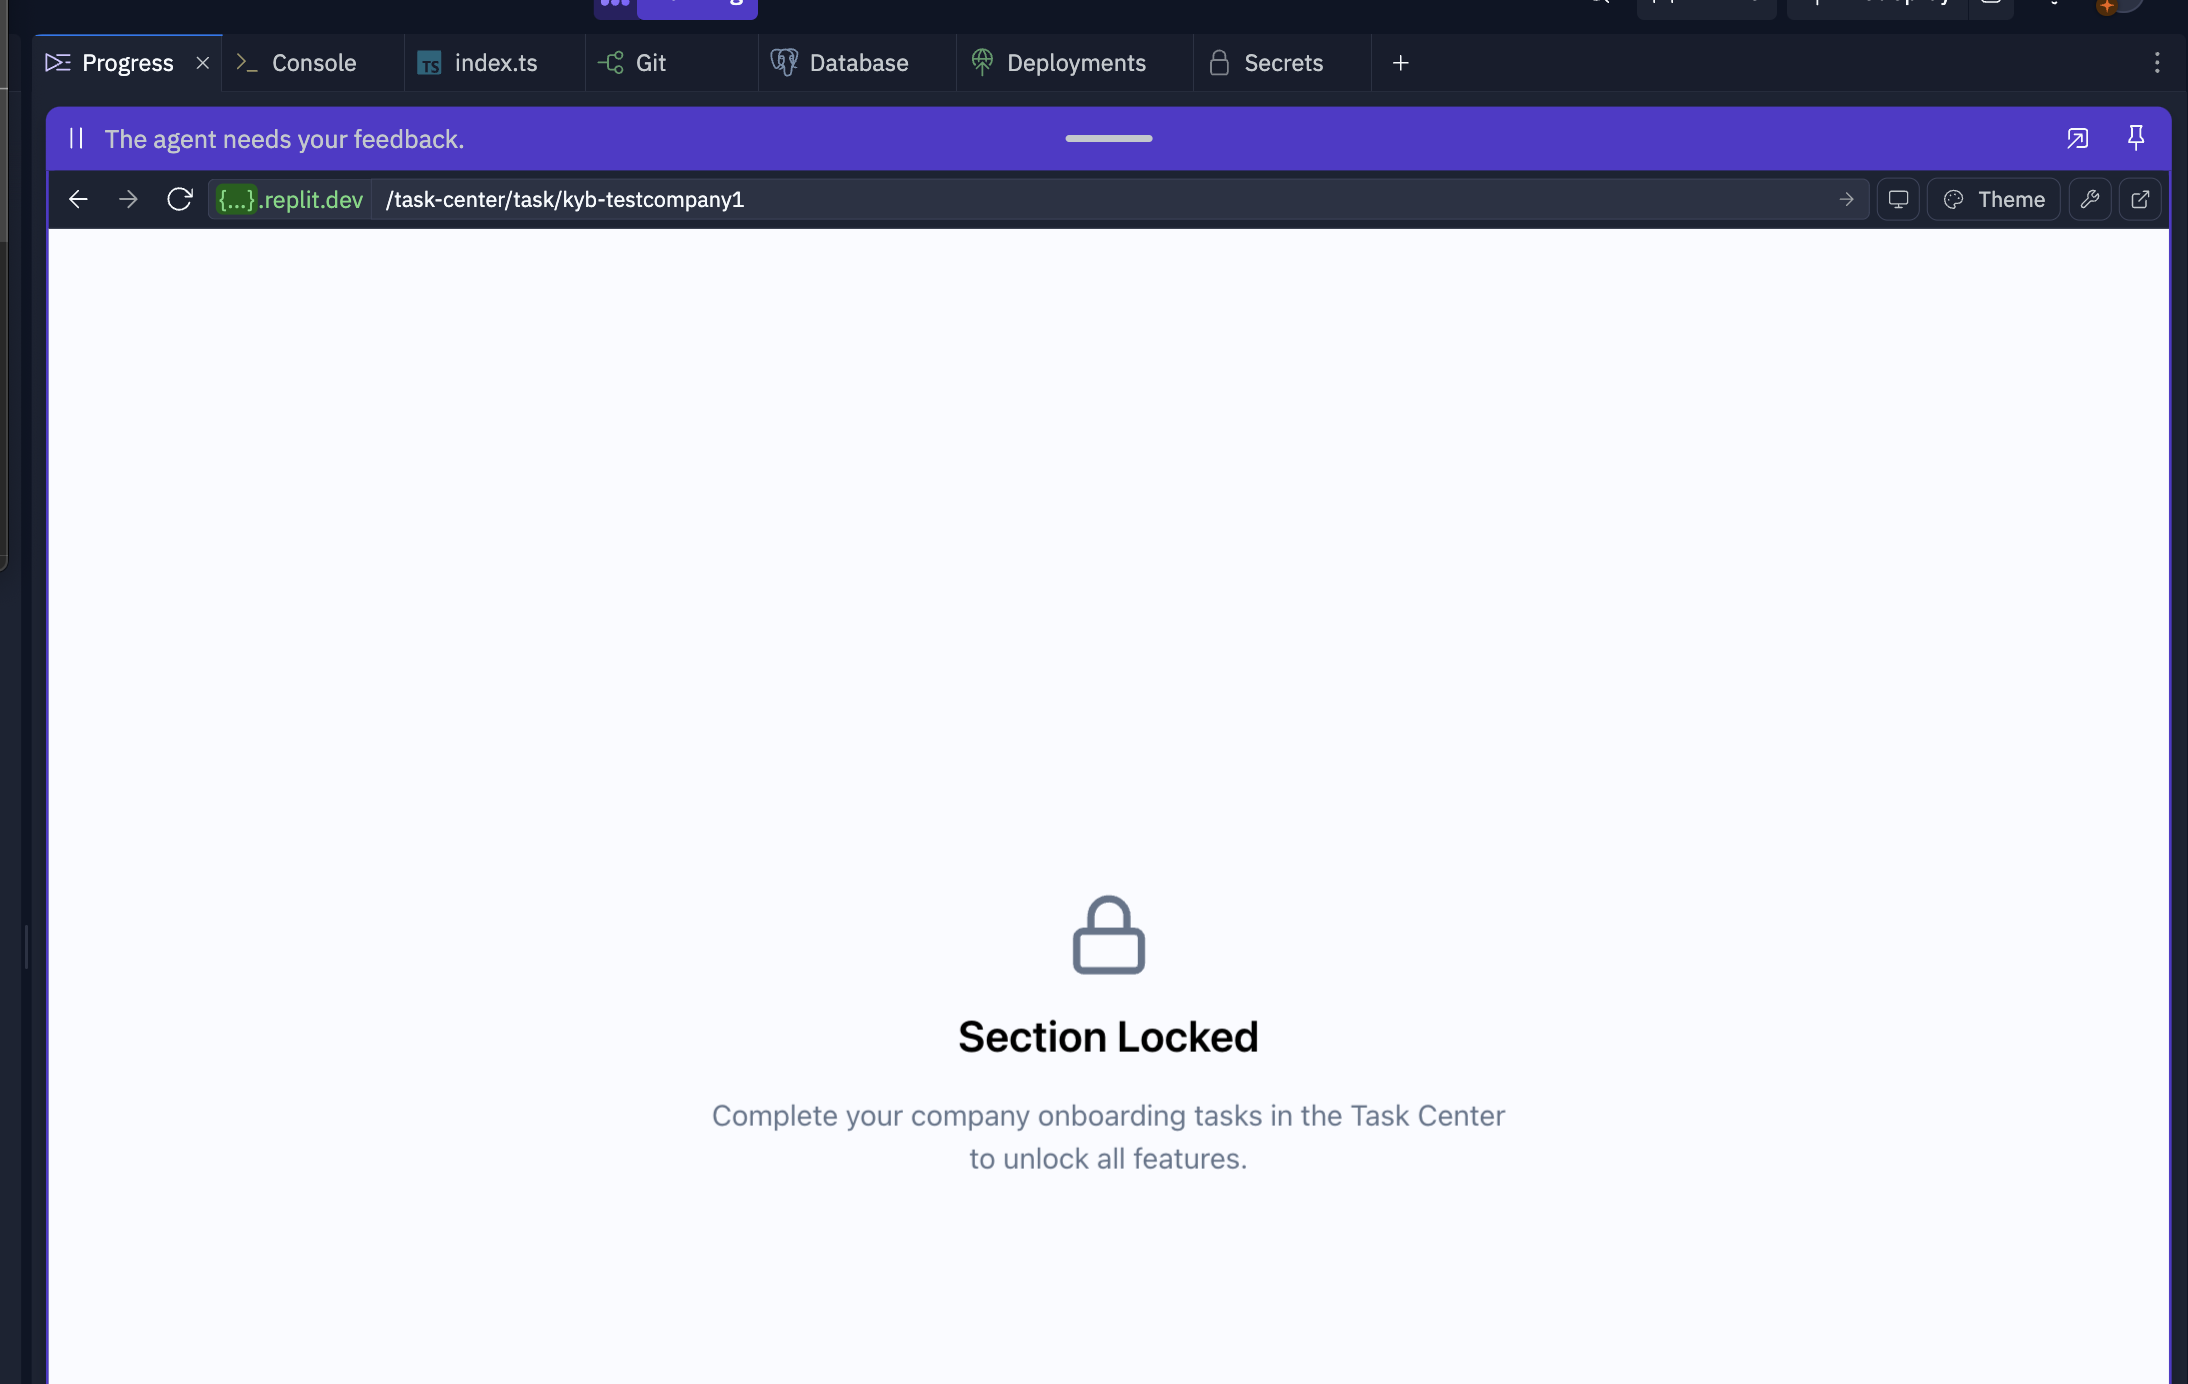 Progress
Console
TS index.ts
Git
Database
Deployments
Secrets
The agent needs your feedback.
{...}.replit.dev /task-center/task/kyb-testcompany1
Theme
Section Locked
Complete your company onboarding tasks in the Task Center
to unlock all features.